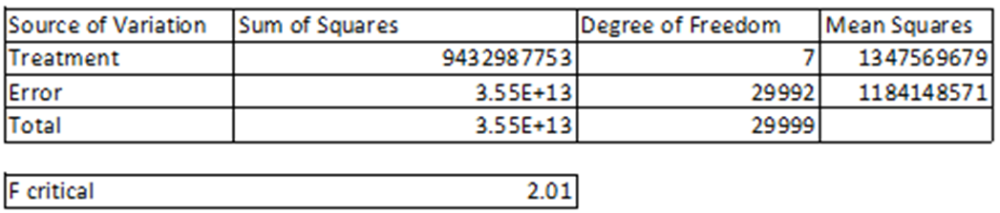 Source of Variation Sum of Squares Degree of Freedom Mean Squares
Treatment 9432987753 7 1347569679
Error 3.55E+13 29992 1184148571
Total 3.55E+13 29999
F critical 2.01